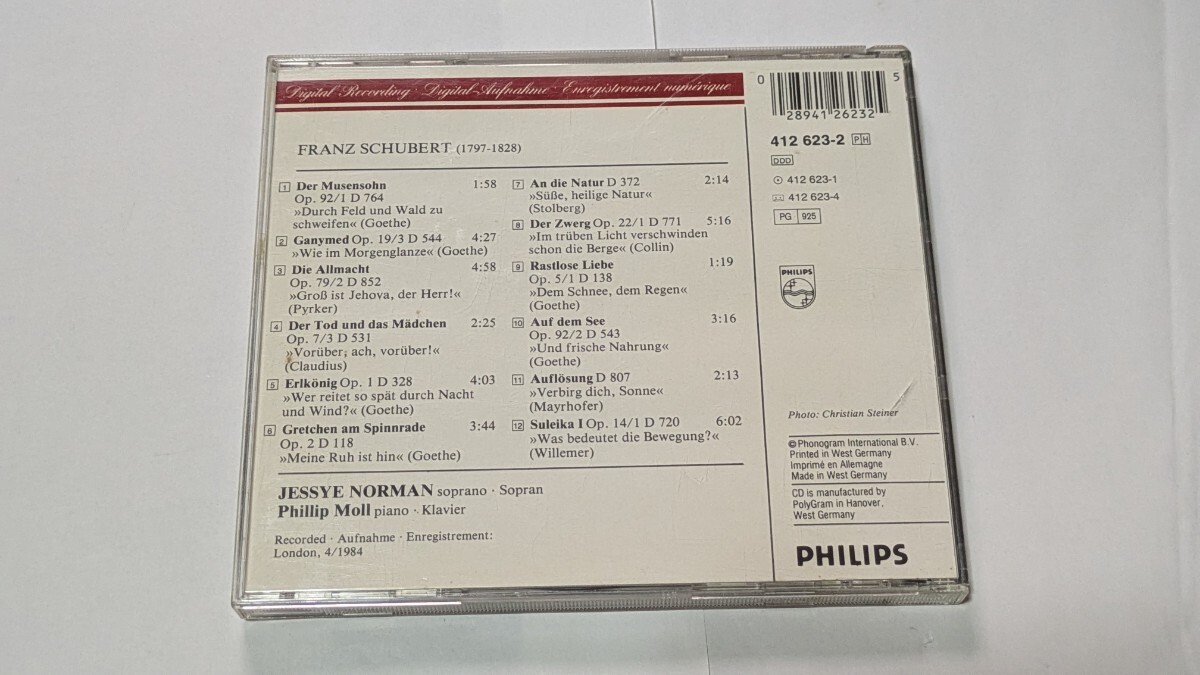 Digital Recording · Digital-Aufnahme · Enregistrement numérique
FRANZ SCHUBERT (1797-1828)
1 Der Musensohn 1:58
Op. 92/1 D 764
»Durch Feld und Wald zu
schweifen« (Goethe)
2 Ganymed Op. 19/3 D 544 4:27
»Wie im Morgenglanze« (Goethe)
3 Die Allmacht 4:58
Op. 79/2 D 852
»Groß ist Jehova, der Herr!«
(Pyrker)
4 Der Tod und das Mädchen 2:25
Op. 7/3 D 531
»Vorüber, ach, vorüber!«
(Claudius)
5 Erlkönig Op. 1 D 328 4:03
»Wer reitet so spät durch Nacht
und Wind?« (Goethe)
6 Gretchen am Spinnrade 3:44
Op. 2 D 118
»Meine Ruh ist hin« (Goethe)
7 An die Natur D 372 2:14
»Süße, heilige Natur«
(Stolberg)
8 Der Zwerg Op. 22/1 D 771 5:16
»Im trüben Licht verschwinden
schon die Berge« (Collin)
9 Rastlose Liebe 1:19
Op. 5/1 D 138
»Dem Schnee, dem Regen«
(Goethe)
10 Auf dem See 3:16
Op. 92/2 D 543
»Und frische Nahrung«
(Goethe)
11 Auflösung D 807 2:13
»Verbirg dich, Sonne«
(Mayrhofer)
12 Suleika I Op. 14/1 D 720 6:02
»Was bedeutet die Bewegung?«
(Willemer)
JESSYE NORMAN soprano · Sopran
Phillip Moll piano · Klavier
Recorded · Aufnahme · Enregistrement:
London, 4/1984
0 28941 26232 5
412 623-2 PH
DDD
412 623-1
412 623-4
PG 925
PHILIPS
Photo: Christian Steiner
© Phonogram International B.V.
Printed in West Germany
Imprimé en Allemagne
Made in West Germany
CD is manufactured by
PolyGram in Hanover,
West Germany
PHILIPS